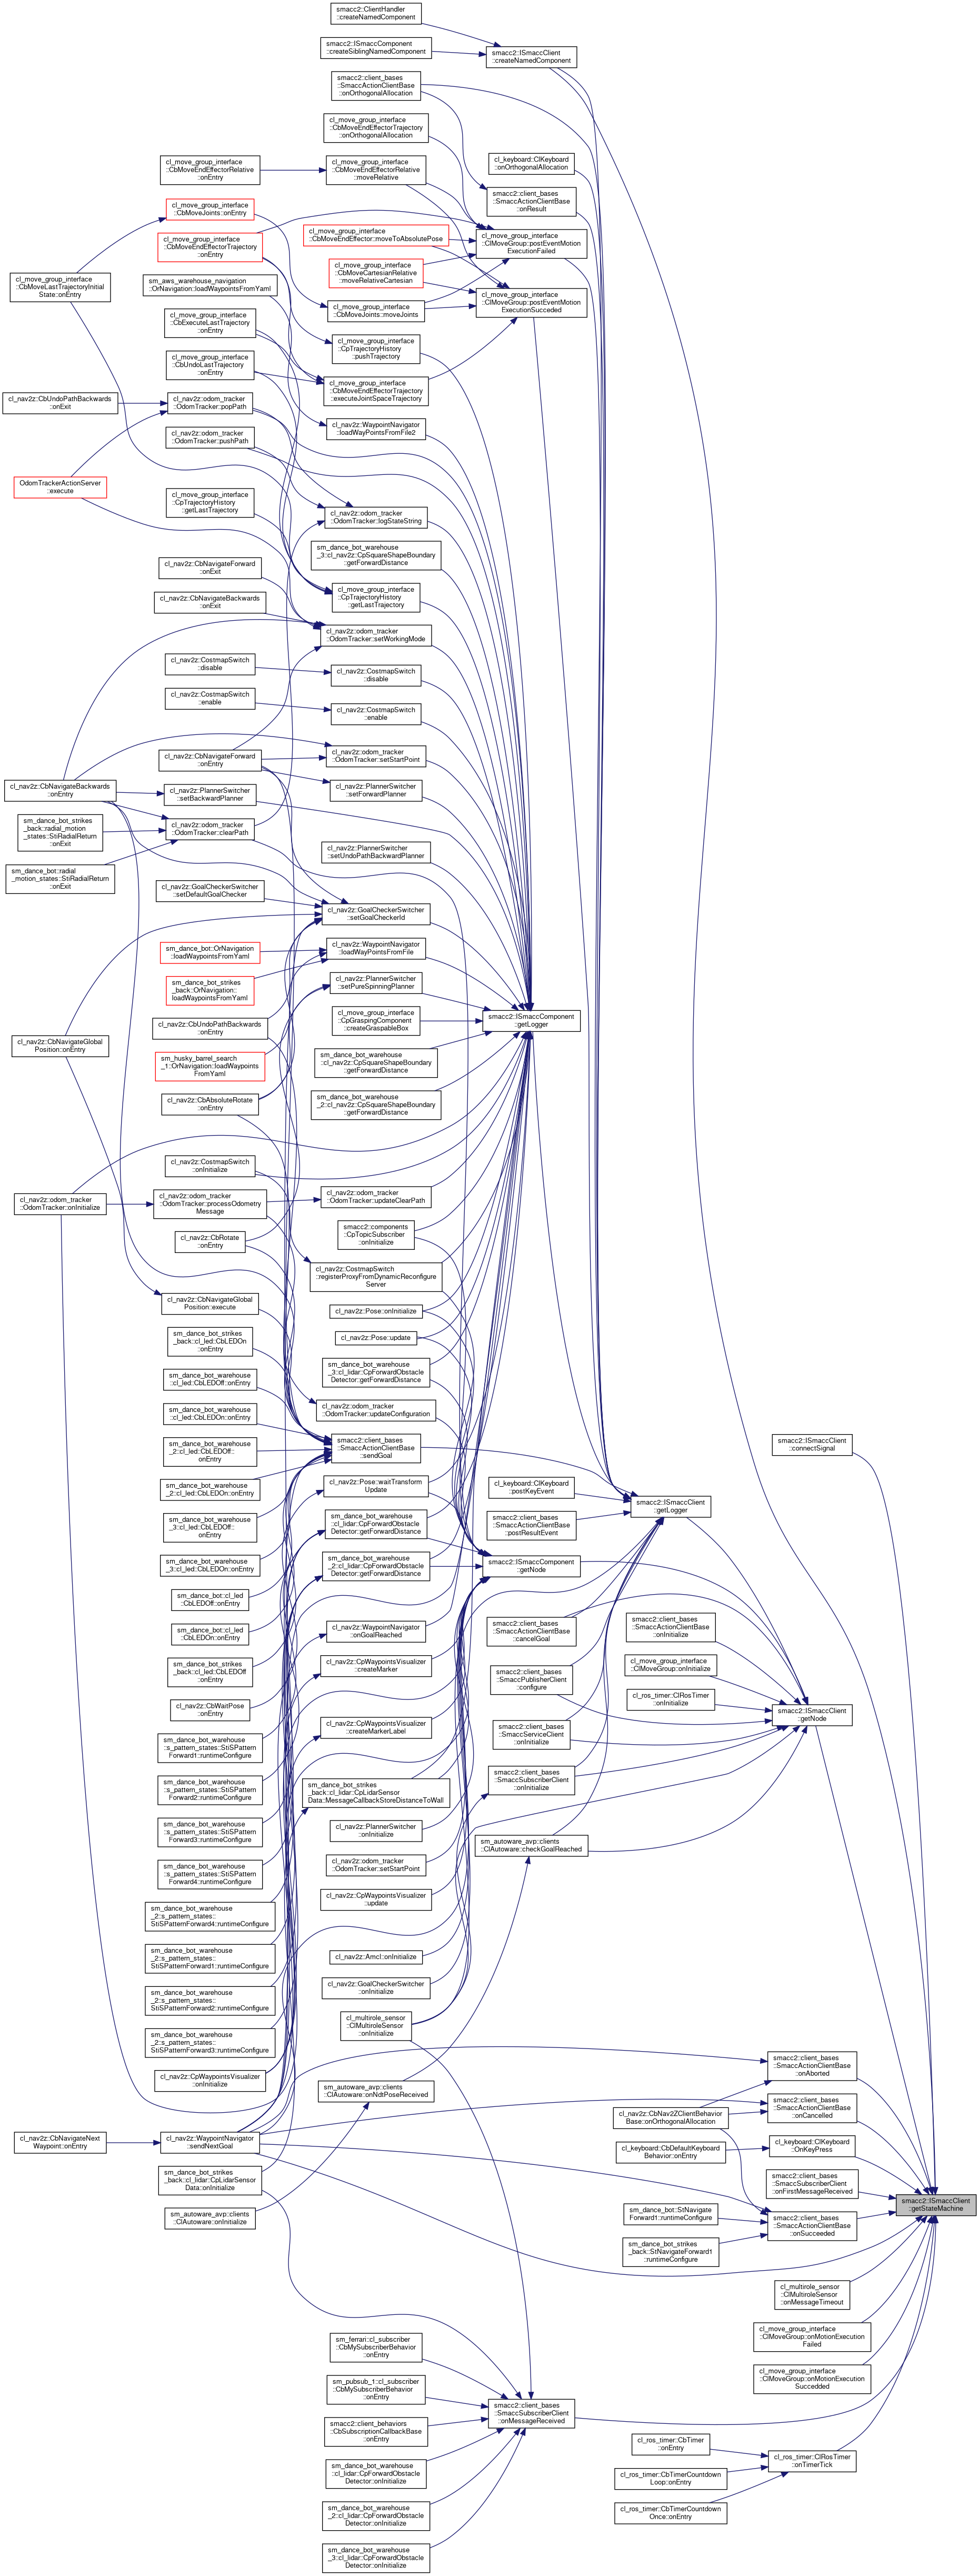 smacc2::ClientHandler
::createNamedComponent
smacc2::ISmaccComponent
::createSiblingNamedComponent
smacc2::ISmaccClient
::createNamedComponent
smacc2::client_bases
::SmaccActionClientBase
::onOrthogonalAllocation
cl_move_group_interface
::CbMoveEndEffectorTrajectory
::onOrthogonalAllocation
cl_keyboard::ClKeyboard
::onOrthogonalAllocation
cl_move_group_interface
::CbMoveEndEffectorRelative
::onEntry
cl_move_group_interface
::CbMoveEndEffectorRelative
::moveRelative
smacc2::client_bases
::SmaccActionClientBase
::onResult
cl_move_group_interface
::CbMoveJoints::onEntry
cl_move_group_interface
::CbMoveEndEffectorTrajectory
::onEntry
cl_move_group_interface
::CbMoveEndEffector::moveToAbsolutePose
cl_move_group_interface
::ClMoveGroup::postEventMotion
ExecutionFailed
cl_move_group_interface
::CbMoveLastTrajectoryInitial
State::onEntry
sm_aws_warehouse_navigation
::OrNavigation::loadWaypointsFromYaml
cl_move_group_interface
::CbMoveCartesianRelative
::moveRelativeCartesian
cl_move_group_interface
::ClMoveGroup::postEventMotion
ExecutionSucceded
cl_move_group_interface
::CbExecuteLastTrajectory
::onEntry
cl_move_group_interface
::CbMoveJoints::moveJoints
cl_move_group_interface
::CpTrajectoryHistory
::pushTrajectory
cl_move_group_interface
::CbUndoLastTrajectory
::onEntry
cl_move_group_interface
::CbMoveEndEffectorTrajectory
::executeJointSpaceTrajectory
cl_nav2z::CbUndoPathBackwards
::onExit
cl_nav2z::odom_tracker
::OdomTracker::popPath
cl_nav2z::WaypointNavigator
::loadWayPointsFromFile2
cl_nav2z::odom_tracker
::OdomTracker::pushPath
OdomTrackerActionServer
::execute
cl_move_group_interface
::CpTrajectoryHistory
::getLastTrajectory
cl_nav2z::odom_tracker
::OdomTracker::logStateString
sm_dance_bot_warehouse
_3::cl_nav2z::CpSquareShapeBoundary
::getForwardDistance
cl_nav2z::CbNavigateForward
::onExit
cl_nav2z::CbNavigateBackwards
::onExit
cl_move_group_interface
::CpTrajectoryHistory
::getLastTrajectory
cl_nav2z::odom_tracker
::OdomTracker::setWorkingMode
cl_nav2z::CostmapSwitch
::disable
cl_nav2z::CostmapSwitch
::disable
cl_nav2z::CostmapSwitch
::enable
cl_nav2z::CostmapSwitch
::enable
cl_nav2z::CbNavigateForward
::onEntry
cl_nav2z::odom_tracker
::OdomTracker::setStartPoint
cl_nav2z::CbNavigateBackwards
::onEntry
cl_nav2z::PlannerSwitcher
::setBackwardPlanner
cl_nav2z::PlannerSwitcher
::setForwardPlanner
sm_dance_bot_strikes
_back::radial_motion
_states::StiRadialReturn
::onExit
cl_nav2z::odom_tracker
::OdomTracker::clearPath
sm_dance_bot::radial
_motion_states::StiRadialReturn
::onExit
cl_nav2z::PlannerSwitcher
::setUndoPathBackwardPlanner
cl_nav2z::GoalCheckerSwitcher
::setDefaultGoalChecker
cl_nav2z::GoalCheckerSwitcher
::setGoalCheckerId
sm_dance_bot::OrNavigation
::loadWaypointsFromYaml
cl_nav2z::WaypointNavigator
::loadWayPointsFromFile
sm_dance_bot_strikes
_back::OrNavigation::
loadWaypointsFromYaml
cl_nav2z::PlannerSwitcher
::setPureSpinningPlanner
cl_nav2z::CbNavigateGlobal
Position::onEntry
cl_nav2z::CbUndoPathBackwards
::onEntry
cl_move_group_interface
::CpGraspingComponent
::createGraspableBox
smacc2::ISmaccComponent
::getLogger
sm_husky_barrel_search
_1::OrNavigation::loadWaypoints
FromYaml
sm_dance_bot_warehouse
::cl_nav2z::CpSquareShapeBoundary
::getForwardDistance
cl_nav2z::CbAbsoluteRotate
::onEntry
sm_dance_bot_warehouse
_2::cl_nav2z::CpSquareShapeBoundary
::getForwardDistance
cl_nav2z::CostmapSwitch
::onInitialize
cl_nav2z::odom_tracker
::OdomTracker::onInitialize
cl_nav2z::odom_tracker
::OdomTracker::processOdometry
Message
cl_nav2z::odom_tracker
::OdomTracker::updateClearPath
cl_nav2z::CbRotate
::onEntry
smacc2::components
::CpTopicSubscriber
::onInitialize
cl_nav2z::CostmapSwitch
::registerProxyFromDynamicReconfigure
Server
cl_nav2z::CbNavigateGlobal
Position::execute
cl_nav2z::Pose::onInitialize
sm_dance_bot_strikes
_back::cl_led::CbLEDOn
::onEntry
cl_nav2z::Pose::update
sm_dance_bot_warehouse
::cl_led::CbLEDOff::onEntry
sm_dance_bot_warehouse
_3::cl_lidar::CpForwardObstacle
Detector::getForwardDistance
sm_dance_bot_warehouse
::cl_led::CbLEDOn::onEntry
cl_nav2z::odom_tracker
::OdomTracker::updateConfiguration
sm_dance_bot_warehouse
_2::cl_led::CbLEDOff::
onEntry
smacc2::client_bases
::SmaccActionClientBase
::sendGoal
smacc2::ISmaccClient
::connectSignal
sm_dance_bot_warehouse
_2::cl_led::CbLEDOn::onEntry
cl_nav2z::Pose::waitTransform
Update
cl_keyboard::ClKeyboard
::postKeyEvent
smacc2::ISmaccClient
::getLogger
sm_dance_bot_warehouse
_3::cl_led::CbLEDOff::
onEntry
sm_dance_bot_warehouse
::cl_lidar::CpForwardObstacle
Detector::getForwardDistance
smacc2::client_bases
::SmaccActionClientBase
::postResultEvent
sm_dance_bot_warehouse
_3::cl_led::CbLEDOn::onEntry
sm_dance_bot_warehouse
_2::cl_lidar::CpForwardObstacle
Detector::getForwardDistance
smacc2::ISmaccComponent
::getNode
sm_dance_bot::cl_led
::CbLEDOff::onEntry
sm_dance_bot::cl_led
::CbLEDOn::onEntry
cl_nav2z::WaypointNavigator
::onGoalReached
smacc2::client_bases
::SmaccActionClientBase
::cancelGoal
smacc2::client_bases
::SmaccActionClientBase
::onInitialize
sm_dance_bot_strikes
_back::cl_led::CbLEDOff
::onEntry
cl_nav2z::CpWaypointsVisualizer
::createMarker
smacc2::client_bases
::SmaccPublisherClient
::configure
cl_move_group_interface
::ClMoveGroup::onInitialize
cl_nav2z::CbWaitPose
::onEntry
cl_ros_timer::ClRosTimer
::onInitialize
smacc2::ISmaccClient
::getNode
sm_dance_bot_warehouse
::s_pattern_states::StiSPattern
Forward1::runtimeConfigure
cl_nav2z::CpWaypointsVisualizer
::createMarkerLabel
smacc2::client_bases
::SmaccServiceClient
::onInitialize
sm_dance_bot_warehouse
::s_pattern_states::StiSPattern
Forward2::runtimeConfigure
sm_dance_bot_strikes
_back::cl_lidar::CpLidarSensor
Data::MessageCallbackStoreDistanceToWall
smacc2::client_bases
::SmaccSubscriberClient
::onInitialize
sm_dance_bot_warehouse
::s_pattern_states::StiSPattern
Forward3::runtimeConfigure
cl_nav2z::PlannerSwitcher
::onInitialize
sm_autoware_avp::clients
::ClAutoware::checkGoalReached
sm_dance_bot_warehouse
::s_pattern_states::StiSPattern
Forward4::runtimeConfigure
cl_nav2z::odom_tracker
::OdomTracker::setStartPoint
sm_dance_bot_warehouse
_2::s_pattern_states::
StiSPatternForward4::runtimeConfigure
cl_nav2z::CpWaypointsVisualizer
::update
sm_dance_bot_warehouse
_2::s_pattern_states::
StiSPatternForward1::runtimeConfigure
cl_nav2z::Amcl::onInitialize
sm_dance_bot_warehouse
_2::s_pattern_states::
StiSPatternForward2::runtimeConfigure
cl_nav2z::GoalCheckerSwitcher
::onInitialize
sm_dance_bot_warehouse
_2::s_pattern_states::
StiSPatternForward3::runtimeConfigure
cl_multirole_sensor
::ClMultiroleSensor
::onInitialize
cl_nav2z::CpWaypointsVisualizer
::onInitialize
sm_autoware_avp::clients
::ClAutoware::onNdtPoseReceived
smacc2::client_bases
::SmaccActionClientBase
::onAborted
cl_nav2z::CbNav2ZClientBehavior
Base::onOrthogonalAllocation
smacc2::client_bases
::SmaccActionClientBase
::onCancelled
cl_nav2z::CbNavigateNext
Waypoint::onEntry
cl_nav2z::WaypointNavigator
::sendNextGoal
cl_keyboard::CbDefaultKeyboard
Behavior::onEntry
cl_keyboard::ClKeyboard
::OnKeyPress
sm_dance_bot_strikes
_back::cl_lidar::CpLidarSensor
Data::onInitialize
smacc2::client_bases
::SmaccSubscriberClient
::onFirstMessageReceived
smacc2::ISmaccClient
::getStateMachine
sm_autoware_avp::clients
::ClAutoware::onInitialize
sm_dance_bot::StNavigate
Forward1::runtimeConfigure
smacc2::client_bases
::SmaccActionClientBase
::onSucceeded
sm_dance_bot_strikes
_back::StNavigateForward1
::runtimeConfigure
cl_multirole_sensor
::ClMultiroleSensor
::onMessageTimeout
cl_move_group_interface
::ClMoveGroup::onMotionExecution
Failed
sm_ferrari::cl_subscriber
::CbMySubscriberBehavior
::onEntry
cl_move_group_interface
::ClMoveGroup::onMotionExecution
Succedded
sm_pubsub_1::cl_subscriber
::CbMySubscriberBehavior
::onEntry
smacc2::client_bases
::SmaccSubscriberClient
::onMessageReceived
smacc2::client_behaviors
::CbSubscriptionCallbackBase
::onEntry
cl_ros_timer::CbTimer
::onEntry
cl_ros_timer::ClRosTimer
::onTimerTick
sm_dance_bot_warehouse
::cl_lidar::CpForwardObstacle
Detector::onInitialize
cl_ros_timer::CbTimerCountdown
Loop::onEntry
sm_dance_bot_warehouse
_2::cl_lidar::CpForwardObstacle
Detector::onInitialize
cl_ros_timer::CbTimerCountdown
Once::onEntry
sm_dance_bot_warehouse
_3::cl_lidar::CpForwardObstacle
Detector::onInitialize